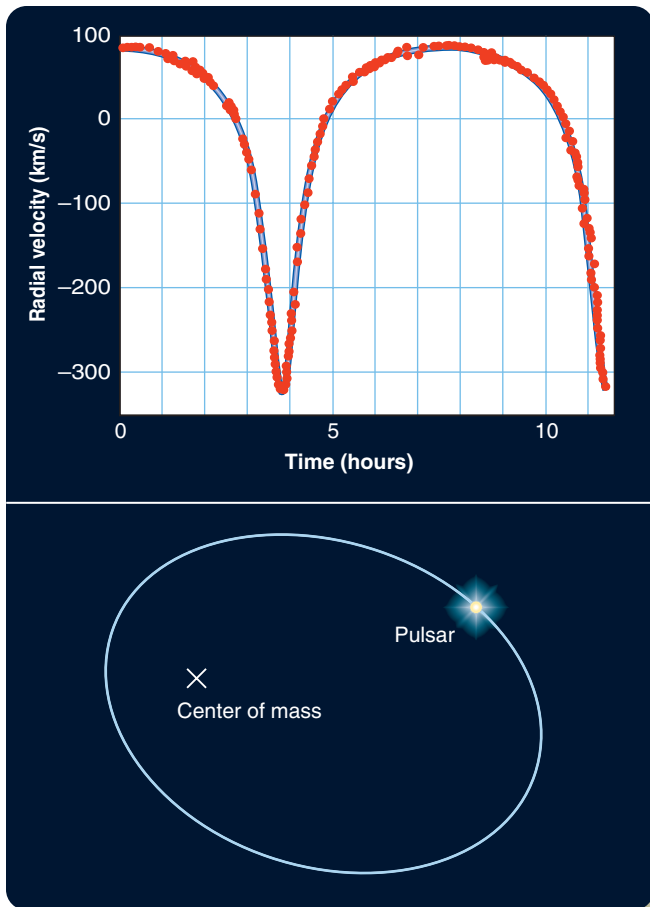 100
0
–100
–200
–300
Radial velocity (km/s)
0
5
10
Time (hours)
Pulsar
Center of mass